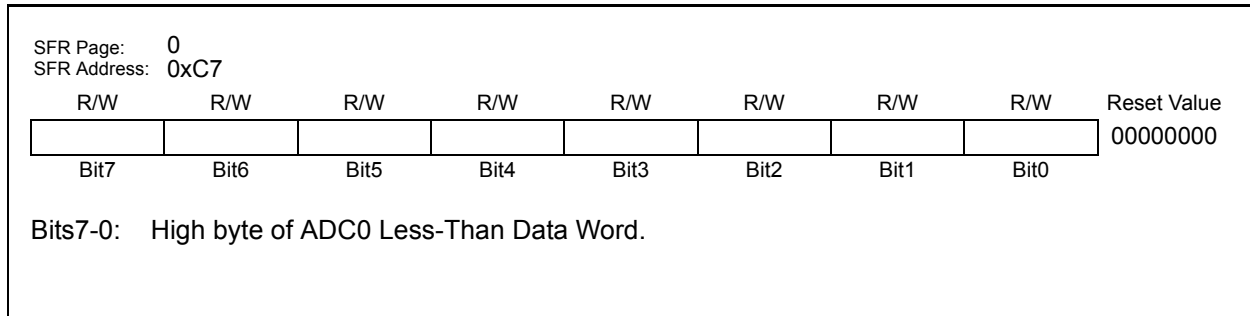 SFR Page: 0
SFR Address: 0xC7
R/W R/W R/W R/W R/W R/W R/W R/W Reset Value
00000000
Bit7 Bit6 Bit5 Bit4 Bit3 Bit2 Bit1 Bit0
Bits7-0: High byte of ADC0 Less-Than Data Word.